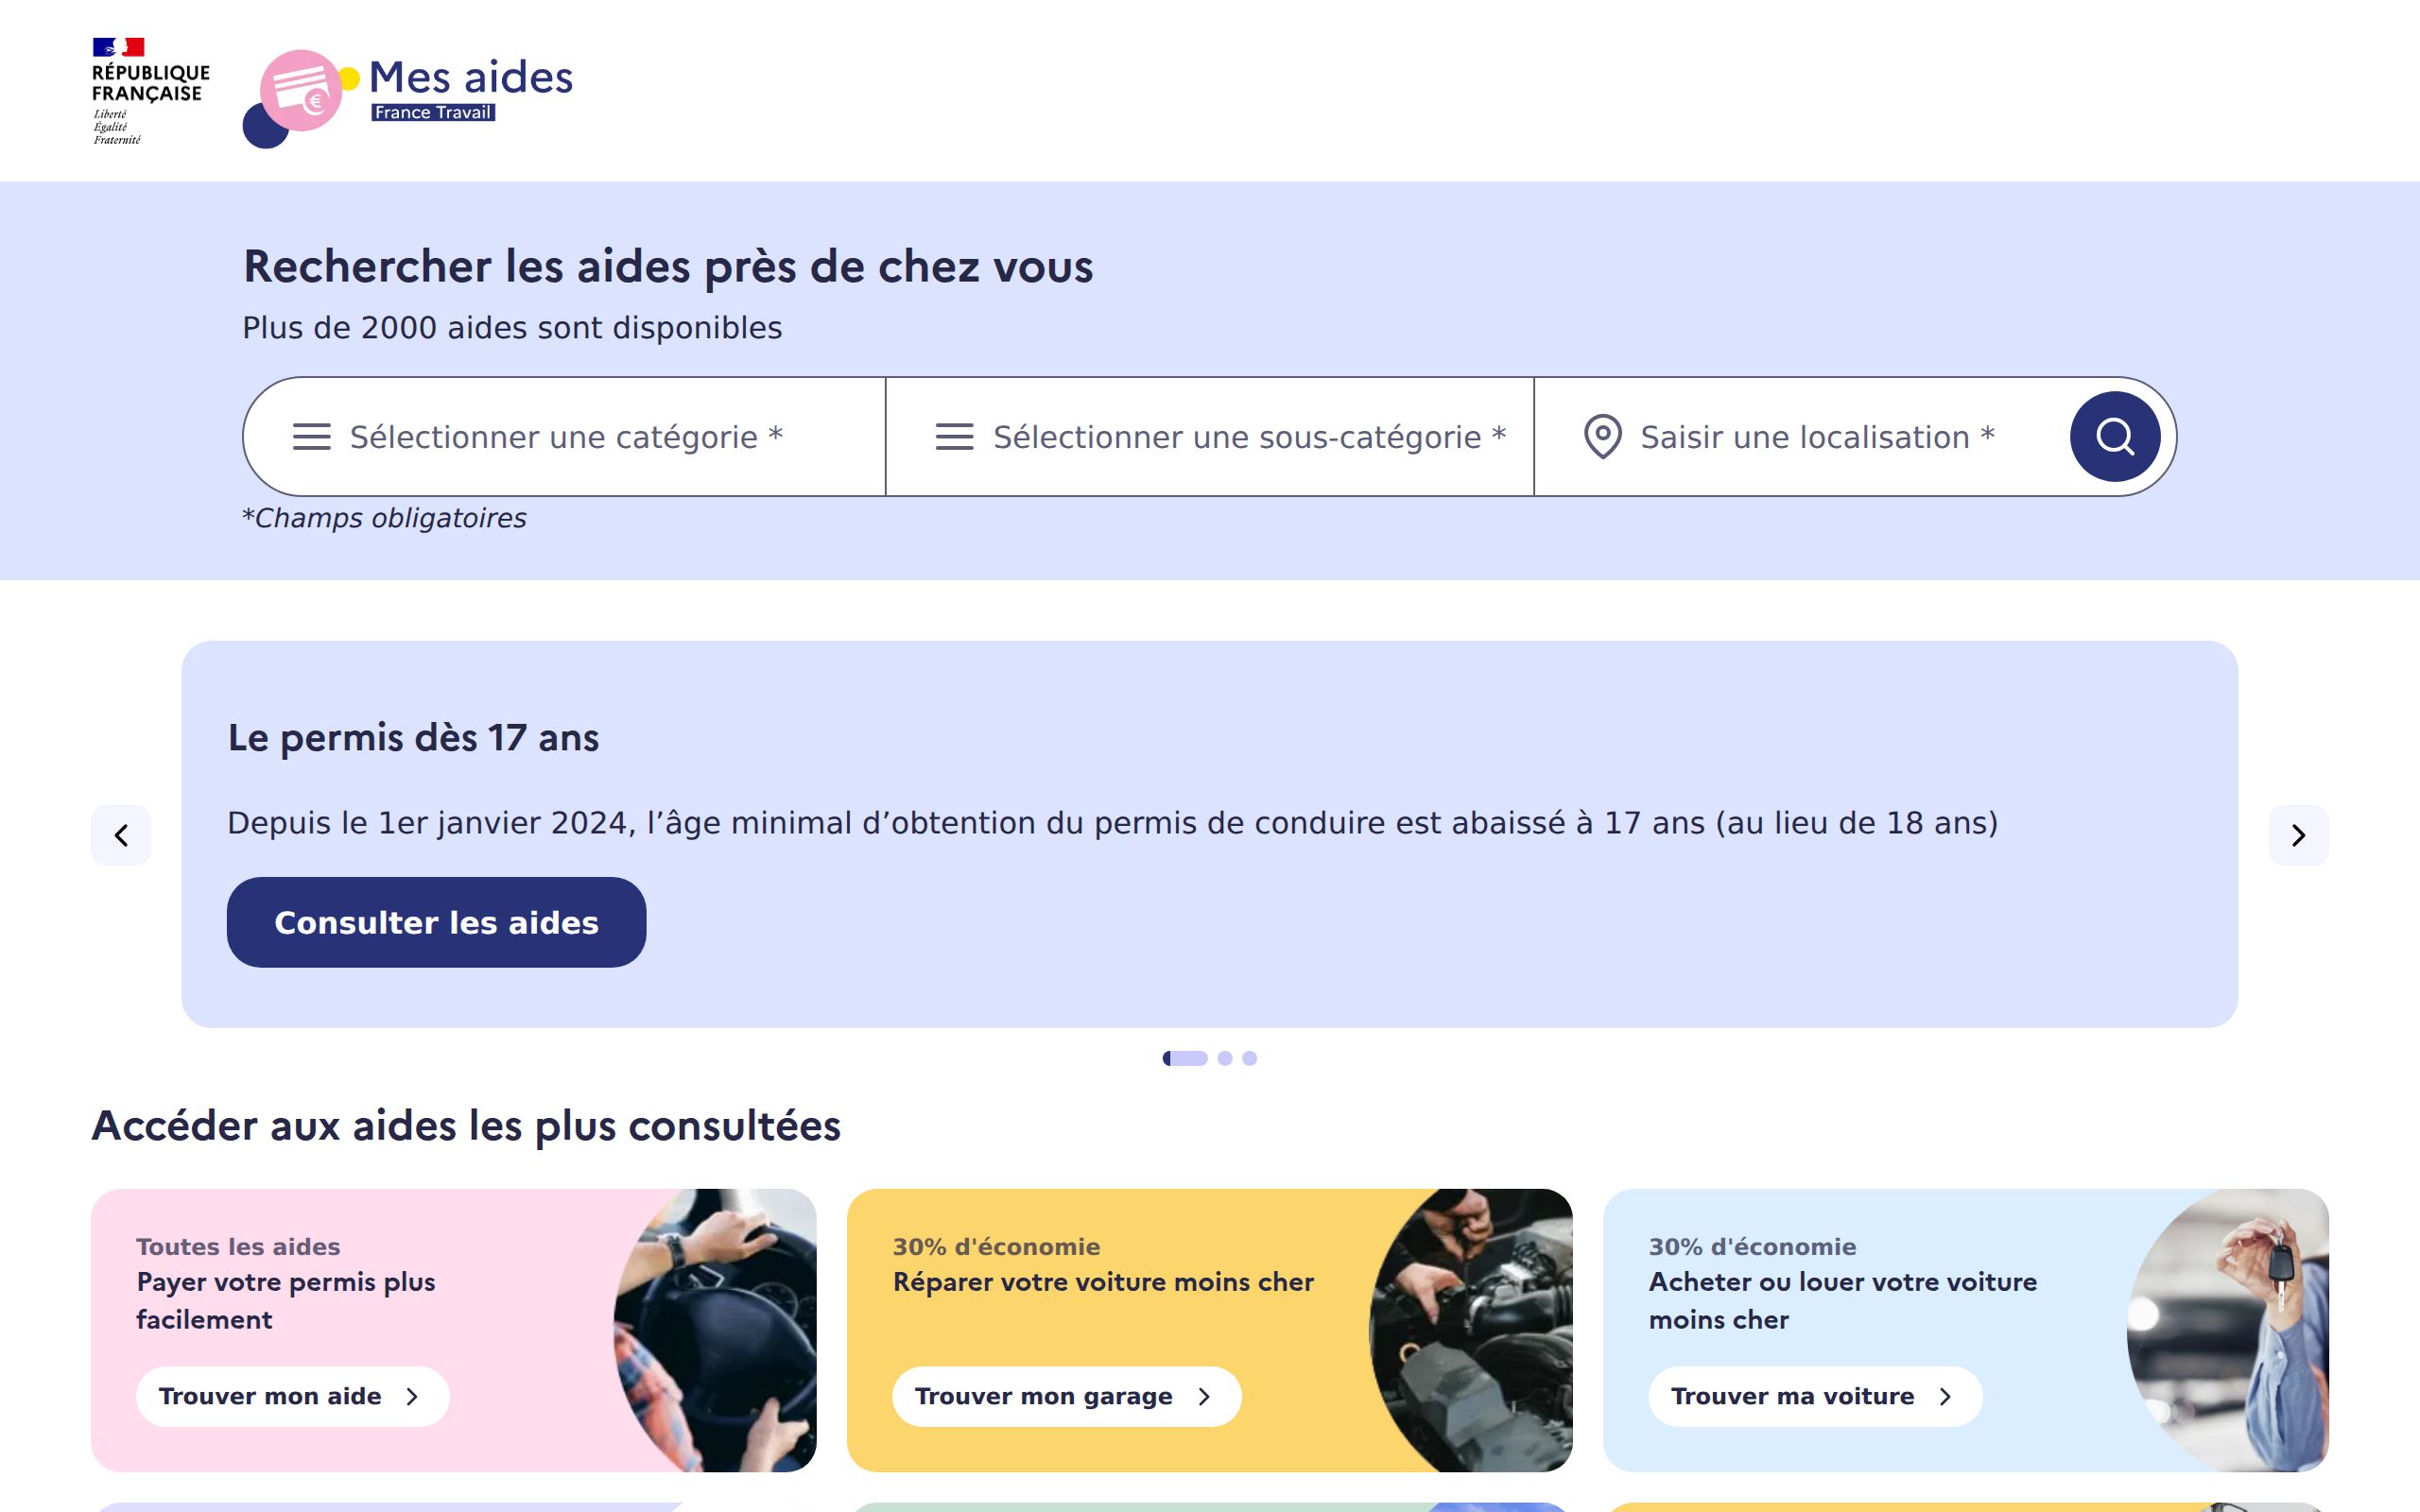 RÉPUBLIQUE
FRANÇAISE
Liberté
Égalité
Fraternité
Mes aides
France Travail
Rechercher les aides près de chez vous
Plus de 2000 aides sont disponibles
Sélectionner une catégorie *
Sélectionner une sous-catégorie *
Saisir une localisation *
*Champs obligatoires
Le permis dès 17 ans
Depuis le 1er janvier 2024, l’âge minimal d’obtention du permis de conduire est abaissé à 17 ans (au lieu de 18 ans)
Consulter les aides
Accéder aux aides les plus consultées
Toutes les aides
Payer votre permis plus
facilement
Trouver mon aide
30% d'économie
Réparer votre voiture moins cher
Trouver mon garage
30% d'économie
Acheter ou louer votre voiture
moins cher
Trouver ma voiture